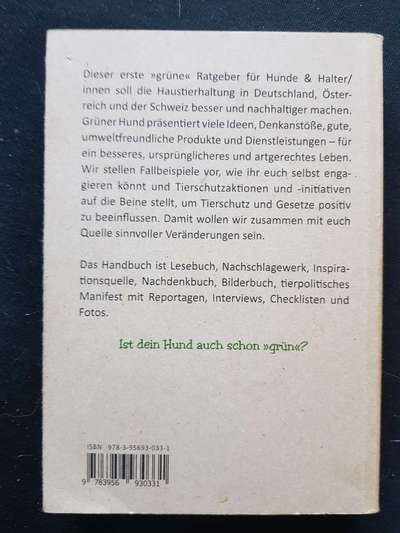 Dieser erste »grüne« Ratgeber für Hunde & Halter/
innen soll die Haustierhaltung in Deutschland, Öster-
reich und der Schweiz besser und nachhaltiger machen.
Grüner Hund präsentiert viele Ideen, Denkanstöße, gute,
umweltfreundliche Produkte und Dienstleistungen – für
ein besseres, ursprünglicheres und artgerechtes Leben.
Wir stellen Fallbeispiele vor, wie ihr euch selbst enga-
gieren könnt und Tierschutzaktionen und -initiativen
auf die Beine stellt, um Tierschutz und Gesetze positiv
zu beeinflussen. Damit wollen wir zusammen mit euch
Quelle sinnvoller Veränderungen sein.
Das Handbuch ist Lesebuch, Nachschlagewerk, Inspira-
tionsquelle, Nachdenkbuch, Bilderbuch, tierpolitisches
Manifest mit Reportagen, Interviews, Checklisten und
Fotos.
Ist dein Hund auch schon »grün«?
ISBN 978-3-95693-033-1
9 783956 930331